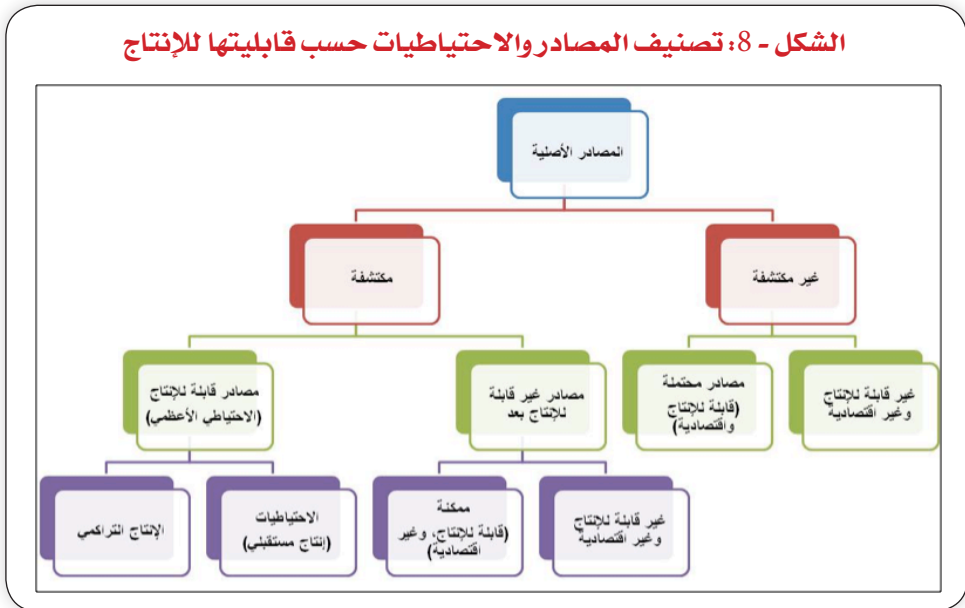 الشكل - 8: تصنيف المصادر والاحتياطيات حسب قابليتها للإنتاج
المصادر الأصلية
غير مكتشفة
مكتشفة
غير قابلة للإنتاج
وغير اقتصادية
مصادر محتملة
(قابلة للإنتاج
واقتصادية)
مصادر غير قابلة
للإنتاج بعد
مصادر قابلة للإنتاج
(الاحتياطي الأعظمي)
غير قابلة للإنتاج
وغير اقتصادية
ممكنة
(قابلة للإنتاج، وغير
اقتصادية)
الاحتياطيات
(إنتاج مستقبلي)
الإنتاج التراكمي